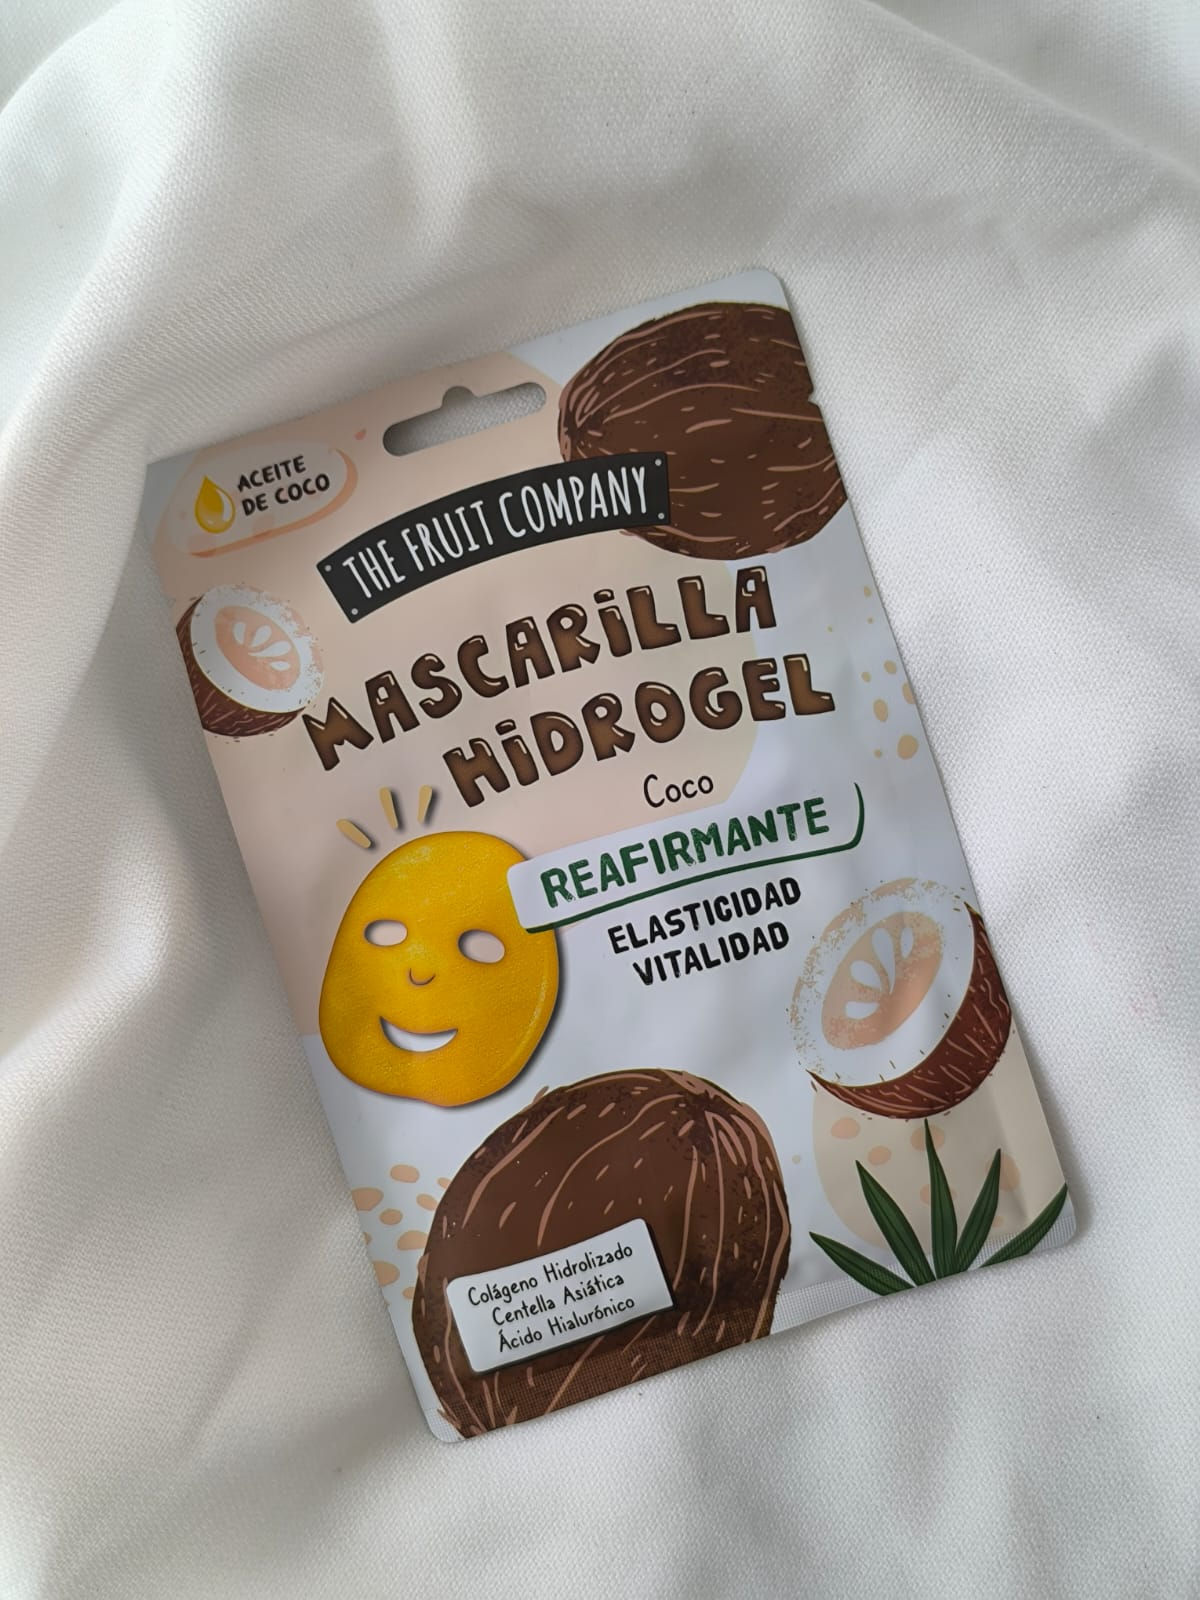 ACEITE
DE COCO
THE FRUIT COMPANY
MASCARILLA
HIDROGEL
Coco
REAFIRMANTE
ELASTICIDAD
VITALIDAD
Colágeno Hidrolizado
Centella Asiática
Ácido Hialurónico